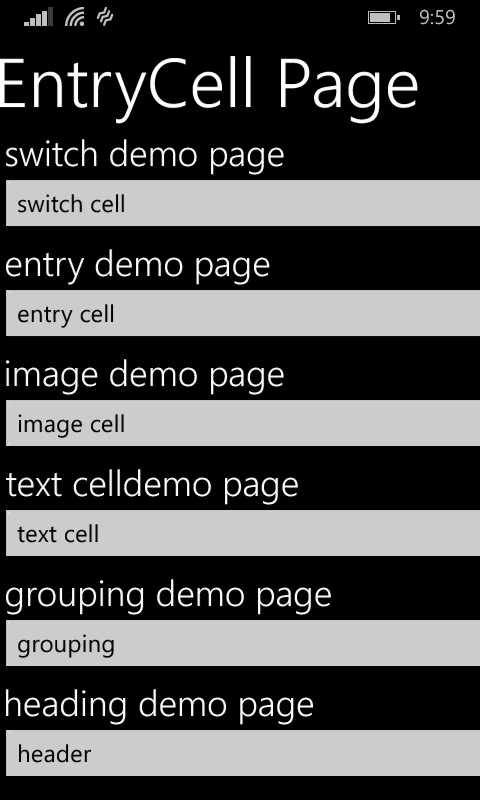 9:59
EntryCell Page
switch demo page
switch cell
entry demo page
entry cell
image demo page
image cell
text celldemo page
text cell
grouping demo page
grouping
heading demo page
header